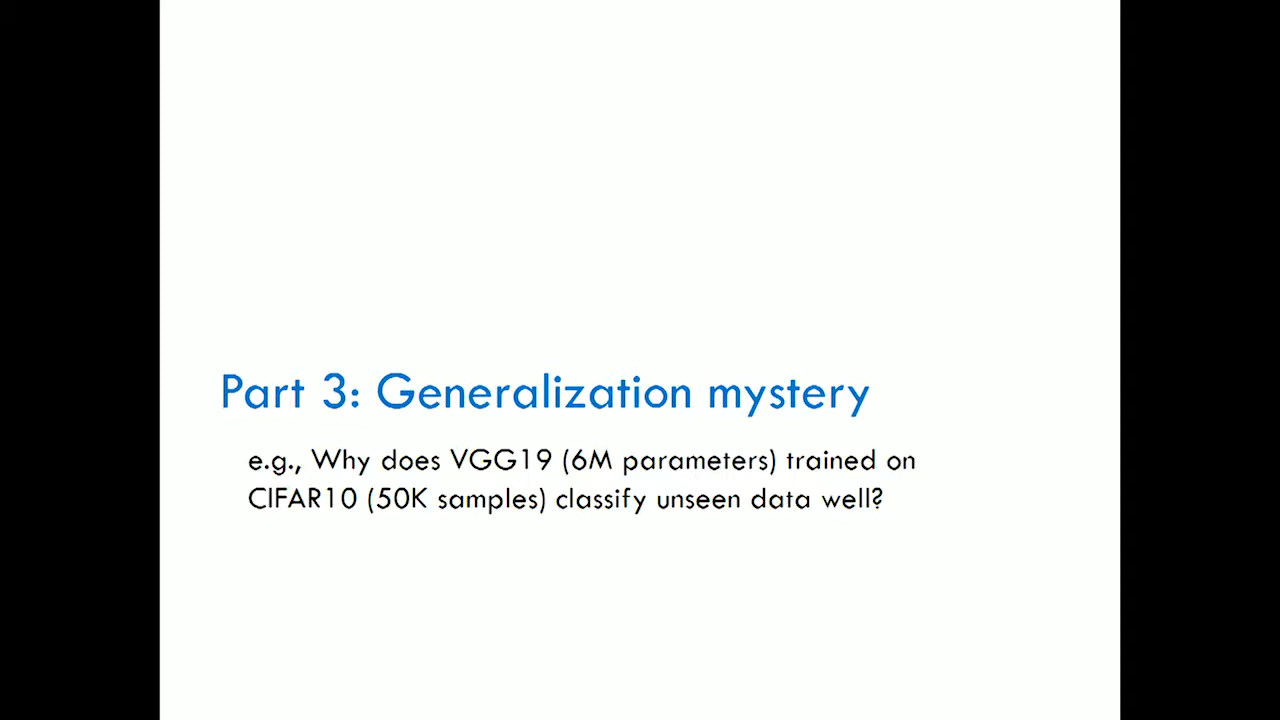 Part 3: Generalization mystery
e.g., Why does VGG19 (6M parameters) trained on
CIFAR10 (50K samples) classify unseen data well?